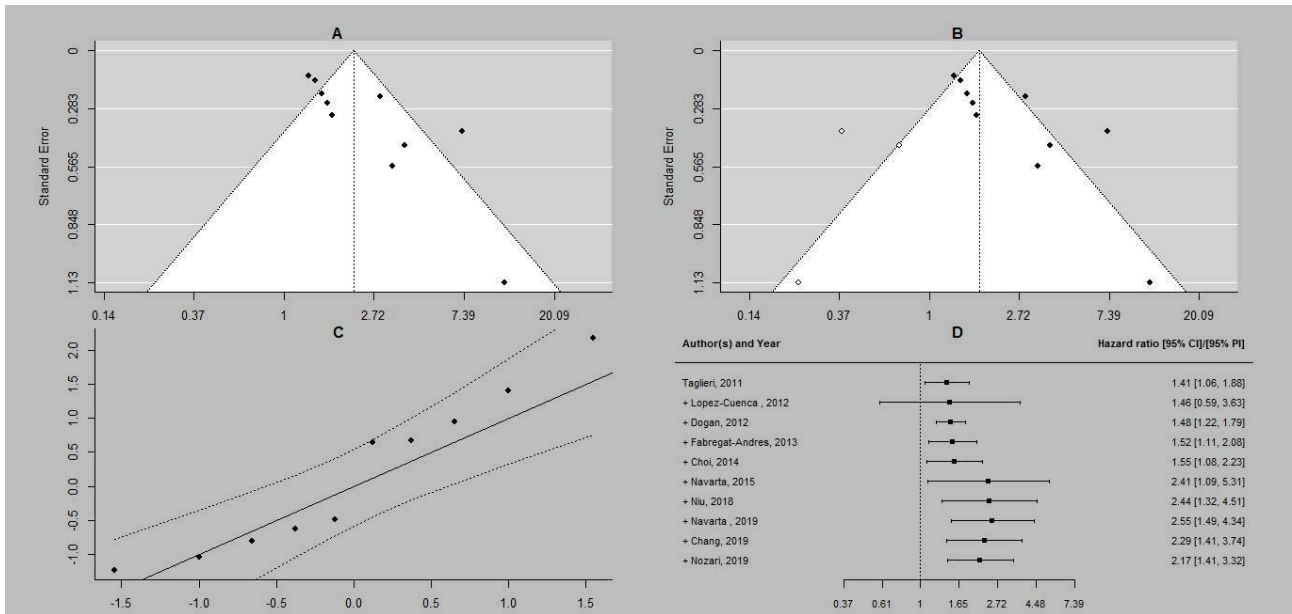 A
Standard Error
0
0.283
0.565
0.848
1.13
0.14 0.37 1 2.72 7.39 20.09
B
Standard Error
0
0.283
0.565
0.848
1.13
0.14 0.37 1 2.72 7.39 20.09
C
2.0
1.5
1.0
0.5
0.0
-0.5
-1.0
-1.5 -1.0 -0.5 0.0 0.5 1.0 1.5
D
Author(s) and Year Hazard ratio [95% CI]/[95% PI]
Taglieri, 2011 1.41 [1.06, 1.88]
+ Lopez-Cuenca , 2012 1.46 [0.59, 3.63]
+ Dogan, 2012 1.48 [1.22, 1.79]
+ Fabregat-Andres, 2013 1.52 [1.11, 2.08]
+ Choi, 2014 1.55 [1.08, 2.23]
+ Navarta, 2015 2.41 [1.09, 5.31]
+ Niu, 2018 2.44 [1.32, 4.51]
+ Navarta , 2019 2.55 [1.49, 4.34]
+ Chang, 2019 2.29 [1.41, 3.74]
+ Nozari, 2019 2.17 [1.41, 3.32]
0.37 0.61 1 1.65 2.72 4.48 7.39